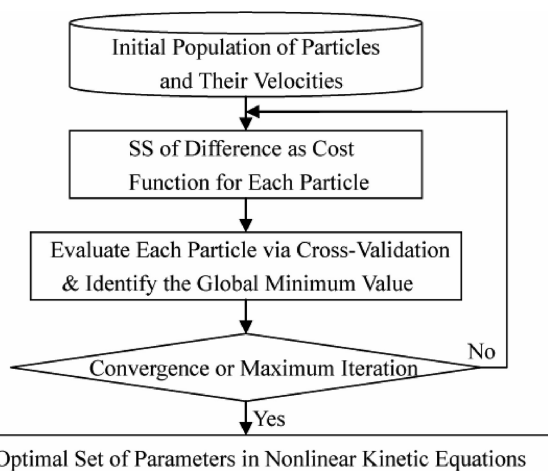 Initial Population of Particles
and Their Velocities
SS of Difference as Cost
Function for Each Particle
Evaluate Each Particle via Cross-Validation
& Identify the Global Minimum Value
Convergence or Maximum Iteration
No
Yes
Optimal Set of Parameters in Nonlinear Kinetic Equations